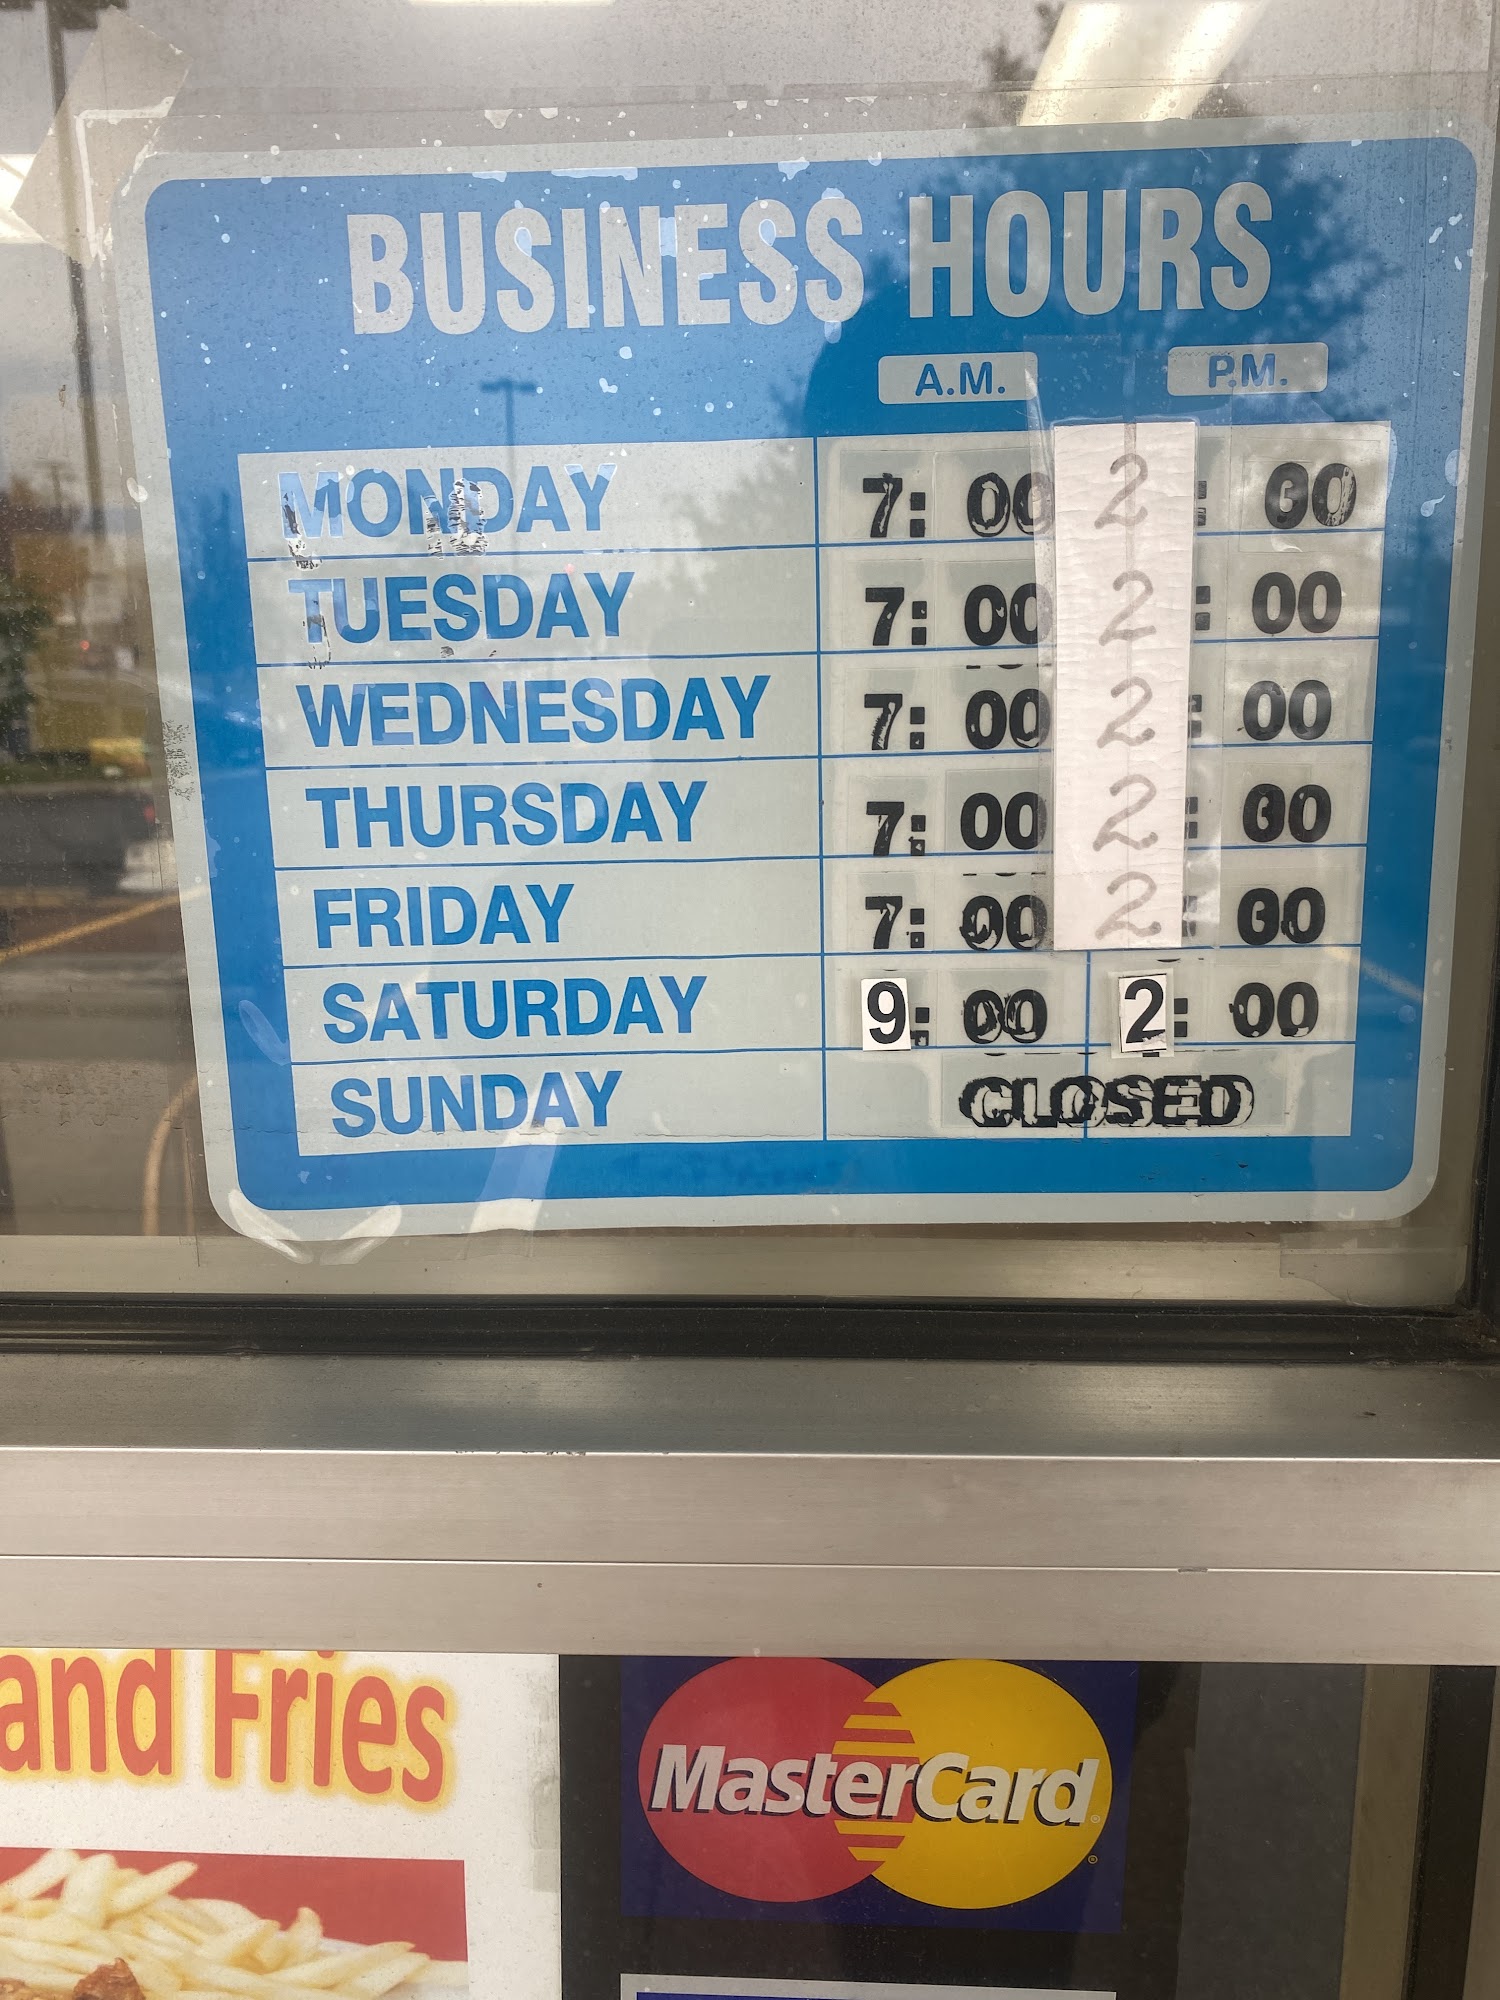 BUSINESS HOURS
A.M. P.M.
MONDAY 7:00 2:00
TUESDAY 7:00 2:00
WEDNESDAY 7:00 2:00
THURSDAY 7:00 2:00
FRIDAY 7:00 2:00
SATURDAY 9:00 2:00
SUNDAY CLOSED
and Fries
MasterCard